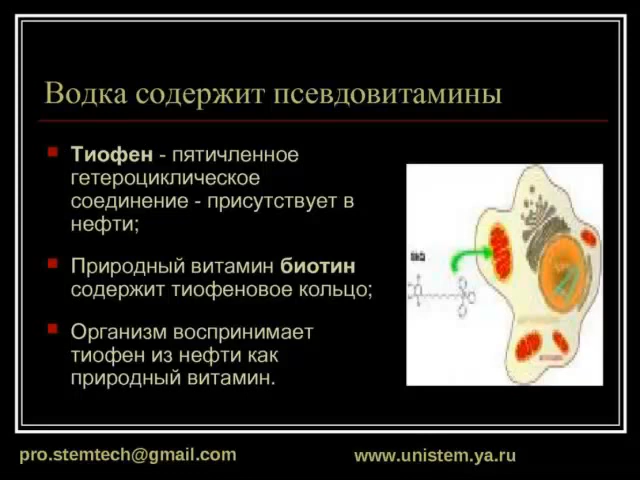 Водка содержит псевдовитамины
Тиофен - пятичленное
гетероциклическое
соединение - присутствует в
нефти;
Природный витамин биотин
содержит тиофеновое кольцо;
Организм воспринимает
тиофен из нефти как
природный витамин.
pro.stemtech@gmail.com
www.unistem.ya.ru